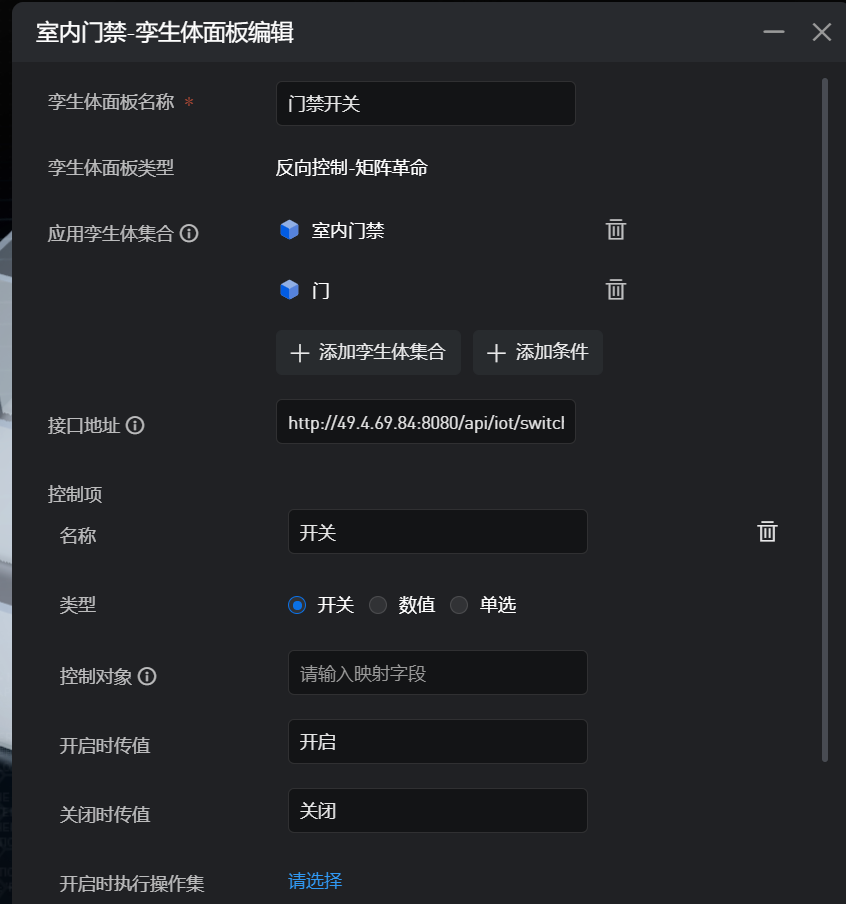 室内门禁-孪生体面板编辑
孪生体面板名称 *
门禁开关
孪生体面板类型
反向控制-矩阵革命
应用孪生体集合
室内门禁
门
添加孪生体集合
添加条件
接口地址
http://49.4.69.84:8080/api/iot/switcl
控制项
名称
开关
类型
开关 数值 单选
控制对象
请输入映射字段
开启时传值
开启
关闭时传值
关闭
开启时执行操作集
请选择